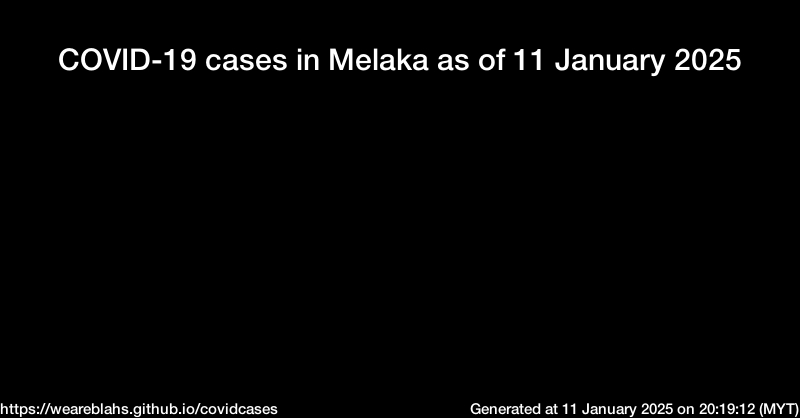 COVID-19 cases in Melaka as of 11 January 2025
https://weareblahs.github.io/covidcases
Generated at 11 January 2025 on 20:19:12 (MYT)